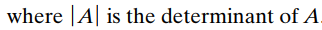 where |A| is the determinant of A.